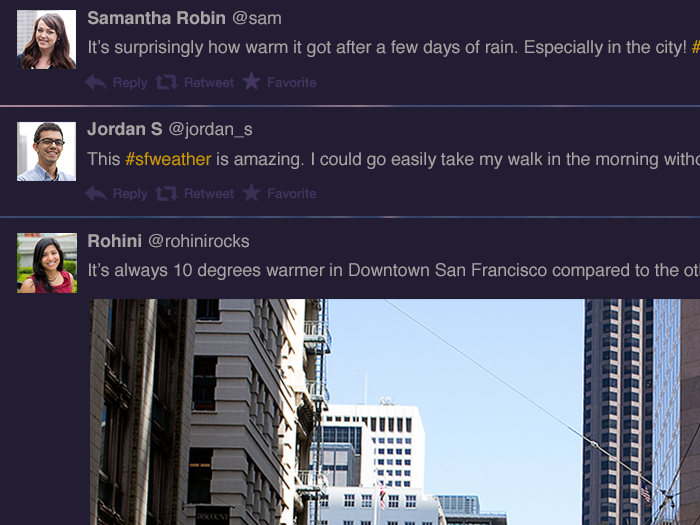 Samantha Robin @sam
It's surprisingly how warm it got after a few days of rain. Especially in the city! #
Reply Retweet Favorite
Jordan S @jordan_s
This #sfweather is amazing. I could go easily take my walk in the morning witho
Reply Retweet Favorite
Rohini @rohinirocks
It's always 10 degrees warmer in Downtown San Francisco compared to the ot
DISCOUNT